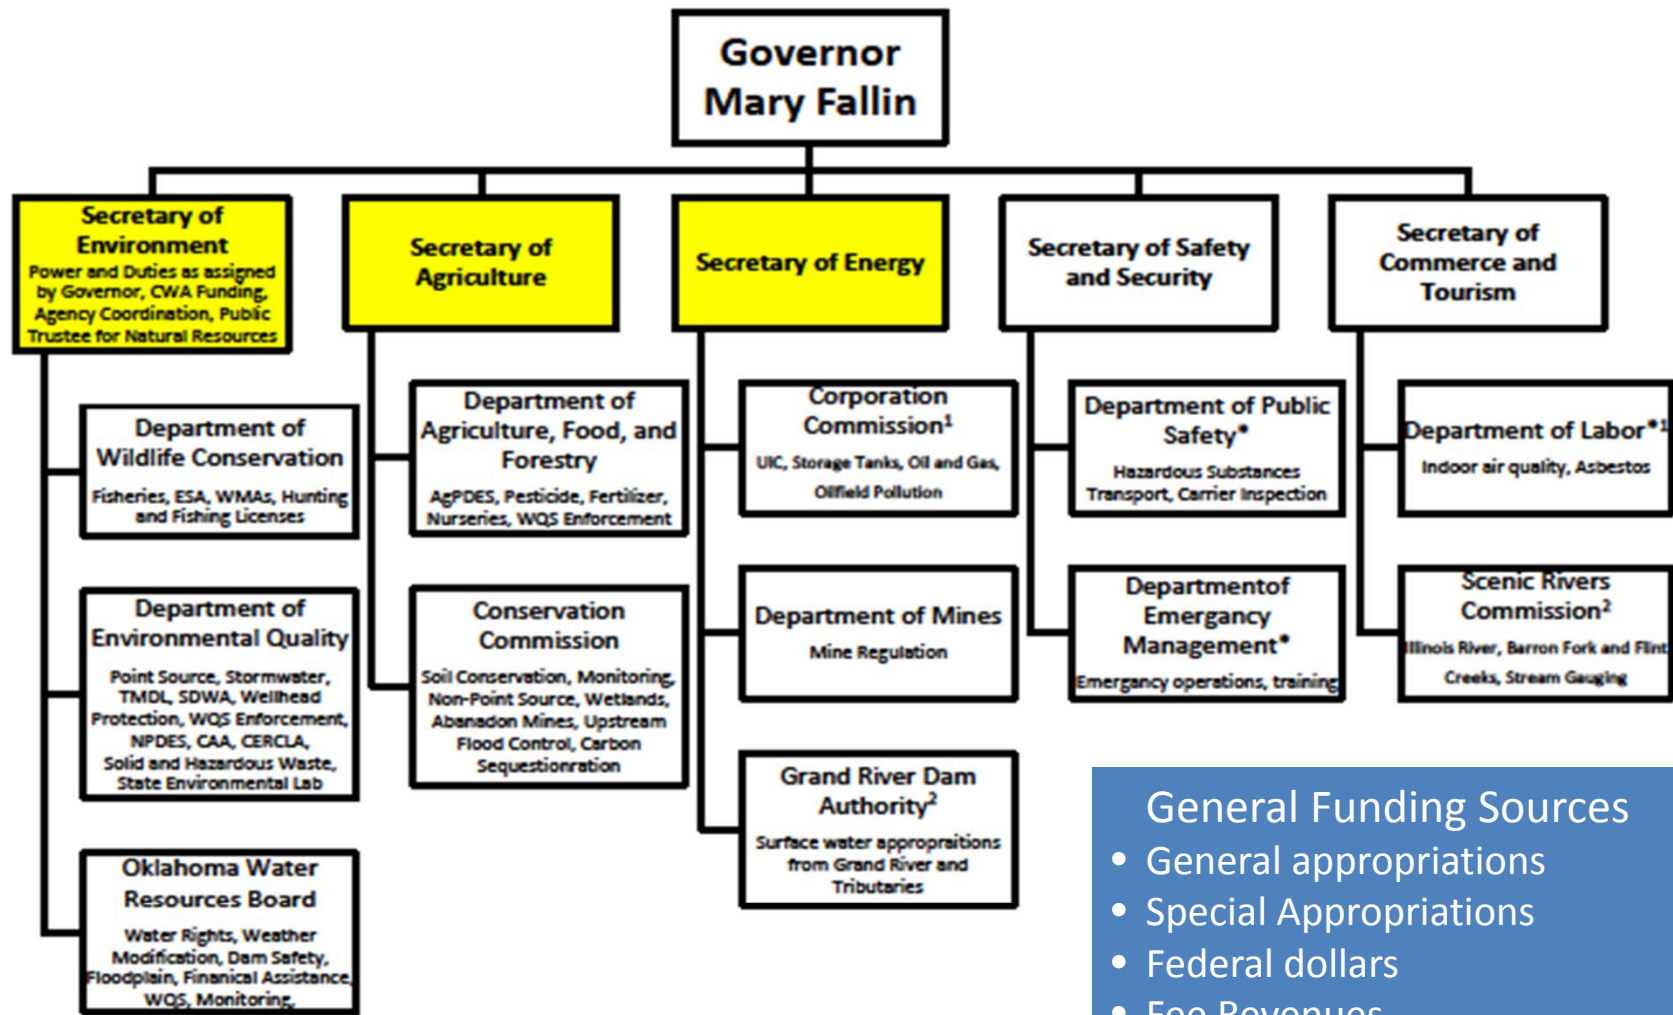 Governor
Mary Fallin
Secretary of
Environment
Power and Duties as assigned
by Governor, CWA Funding,
Agency Coordination, Public
Trustee for Natural Resources
Secretary of
Agriculture
Secretary of Energy
Secretary of Safety
and Security
Secretary of
Commerce and
Tourism
Department of
Wildlife Conservation
Fisheries, ESA, WMAs, Hunting
and Fishing Licenses
Department of
Environmental Quality
Point Source, Stormwater,
TMDL, SDWA, Wellhead
Protection, WQS Enforcement,
NPDES, CAA, CERCLA,
Solid and Hazardous Waste,
State Environmental Lab
Oklahoma Water
Resources Board
Water Rights, Weather
Modification, Dam Safety,
Floodplain, Finanical Assistance,
WQS, Monitoring,
Department of
Agriculture, Food, and
Forestry
AgPDES, Pesticide, Fertilizer,
Nurseries, WQS Enforcement
Conservation
Commission
Soil Conservation, Monitoring,
Non-Point Source, Wetlands,
Abanadon Mines, Upstream
Flood Control, Carbon
Sequestionration
Corporation
Commission¹
UIC, Storage Tanks, Oil and Gas,
Oilfield Pollution
Department of Mines
Mine Regulation
Grand River Dam
Authority²
Surface water appropraitions
from Grand River and
Tributaries
Department of Public
Safety*
Hazardous Substances
Transport, Carrier Inspection
Departmentof
Emergancy
Management*
Emergancy operations, training
Department of Labor*¹
Indoor air quality, Asbestos
Scenic Rivers
Commission²
Illinois River, Barron Fork and Flint
Creeks, Stream Gauging
General Funding Sources
• General appropriations
• Special Appropriations
• Federal dollars
• Fee Revenues